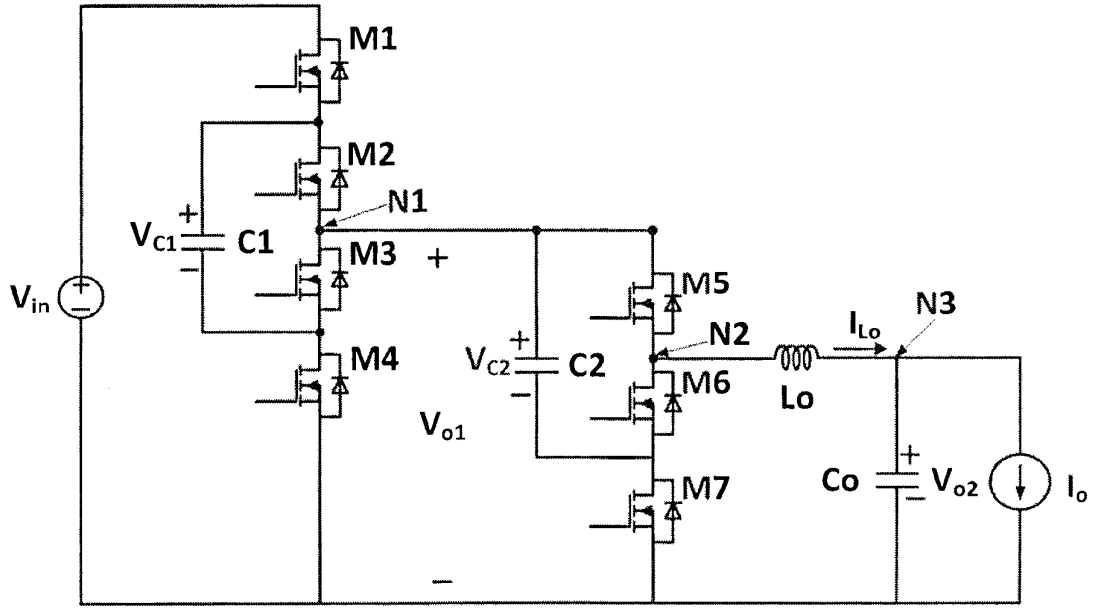 M1
M2
N1
+
V_C1
C1
−
M3
+
M5
N2
I_Lo
N3
V_in
+
−
M4
+
V_C2
C2
−
M6
Lo
V_o1
+
Co
V_o2
−
I_o
M7
−